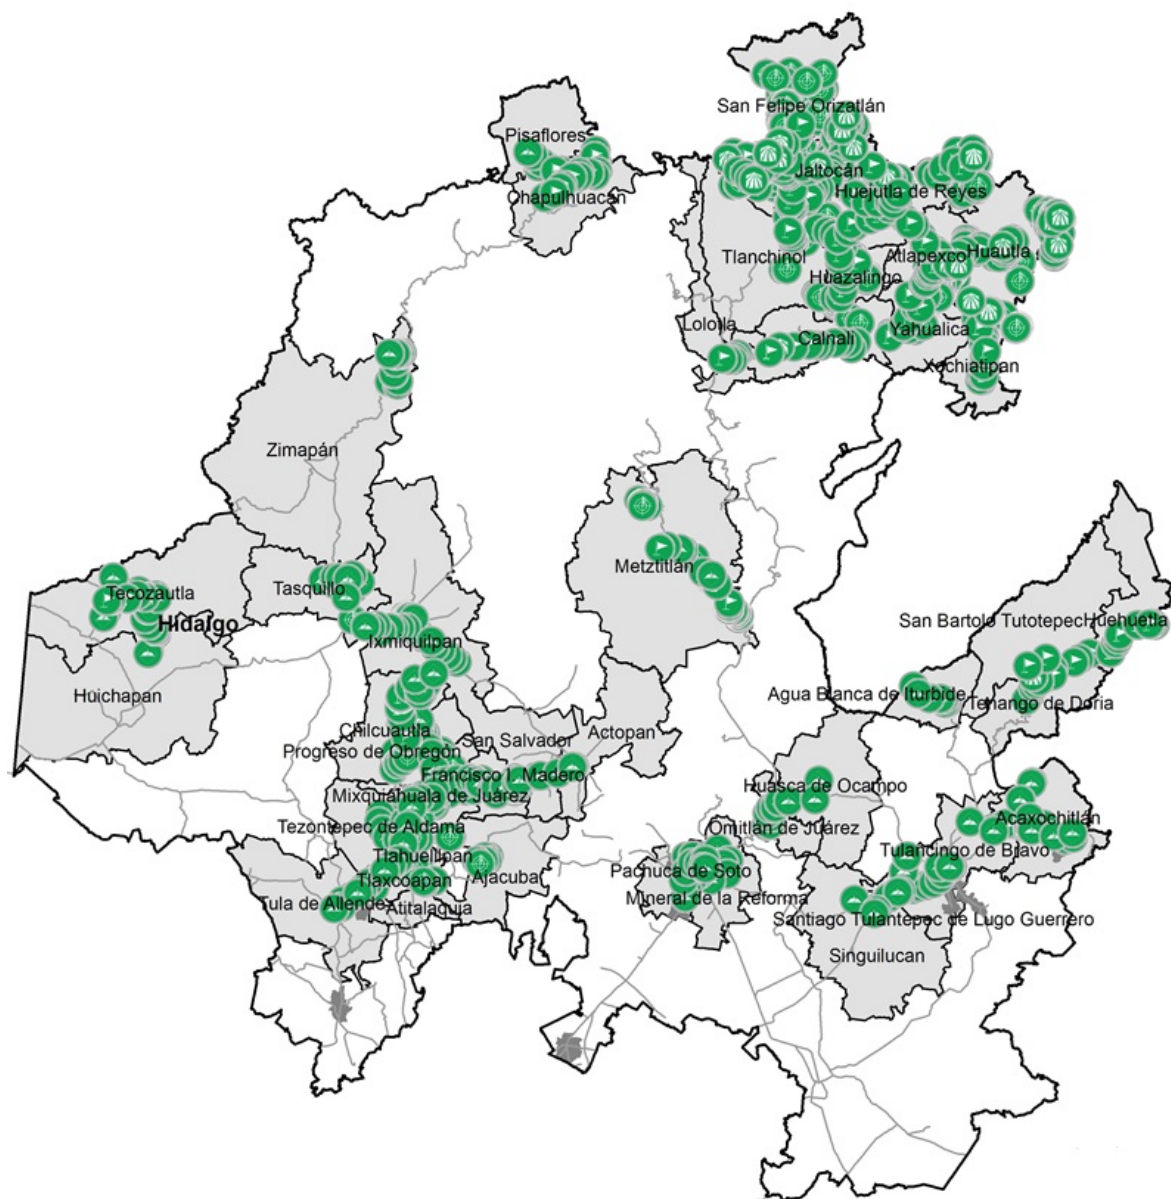 San Felipe Orizatlán
Pisaflores
Jaltocán
Chapulhuacán
Huejutla de Reyes
Tlanchinol
Atlapexco
Huautla
Huazalingo
Lolotla
Calnali
Yahualica
Xochiatipan
Zimapán
Metztitlán
Tasquillo
Tecozautla
Hidalgo
San Bartolo Tutotepec
Huehuetla
Ixmiquilpan
Huichapan
Agua Blanca de Iturbide
Tenango de Doria
Chilcuautla
San Salvador
Actopan
Progreso de Obregón
Francisco I. Madero
Huasca de Ocampo
Mixquiahuala de Juárez
Acaxochitlán
Tezontepec de Aldama
Omitlán de Juárez
Tlahuelilpan
Tulancingo de Bravo
Pachuca de Soto
Tlaxcoapan
Ajacuba
Mineral de la Reforma
Tula de Allende
Atitalaquia
Santiago Tulantepec de Lugo Guerrero
Singuilucan